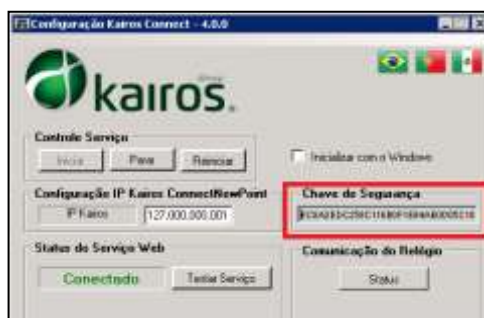 Configuração Kairos Connect - 4.0.0
kairos.
Controle Serviço
Inicia Para Remover
Inicializar com o Windows
Configuração IP Kairos ConnectNewPoint
IP Kairos 127.000.000.001
Chave de Segurança
Status do Serviço Web
Conectado Testar Serviço
Comunicação do Relógio
Status